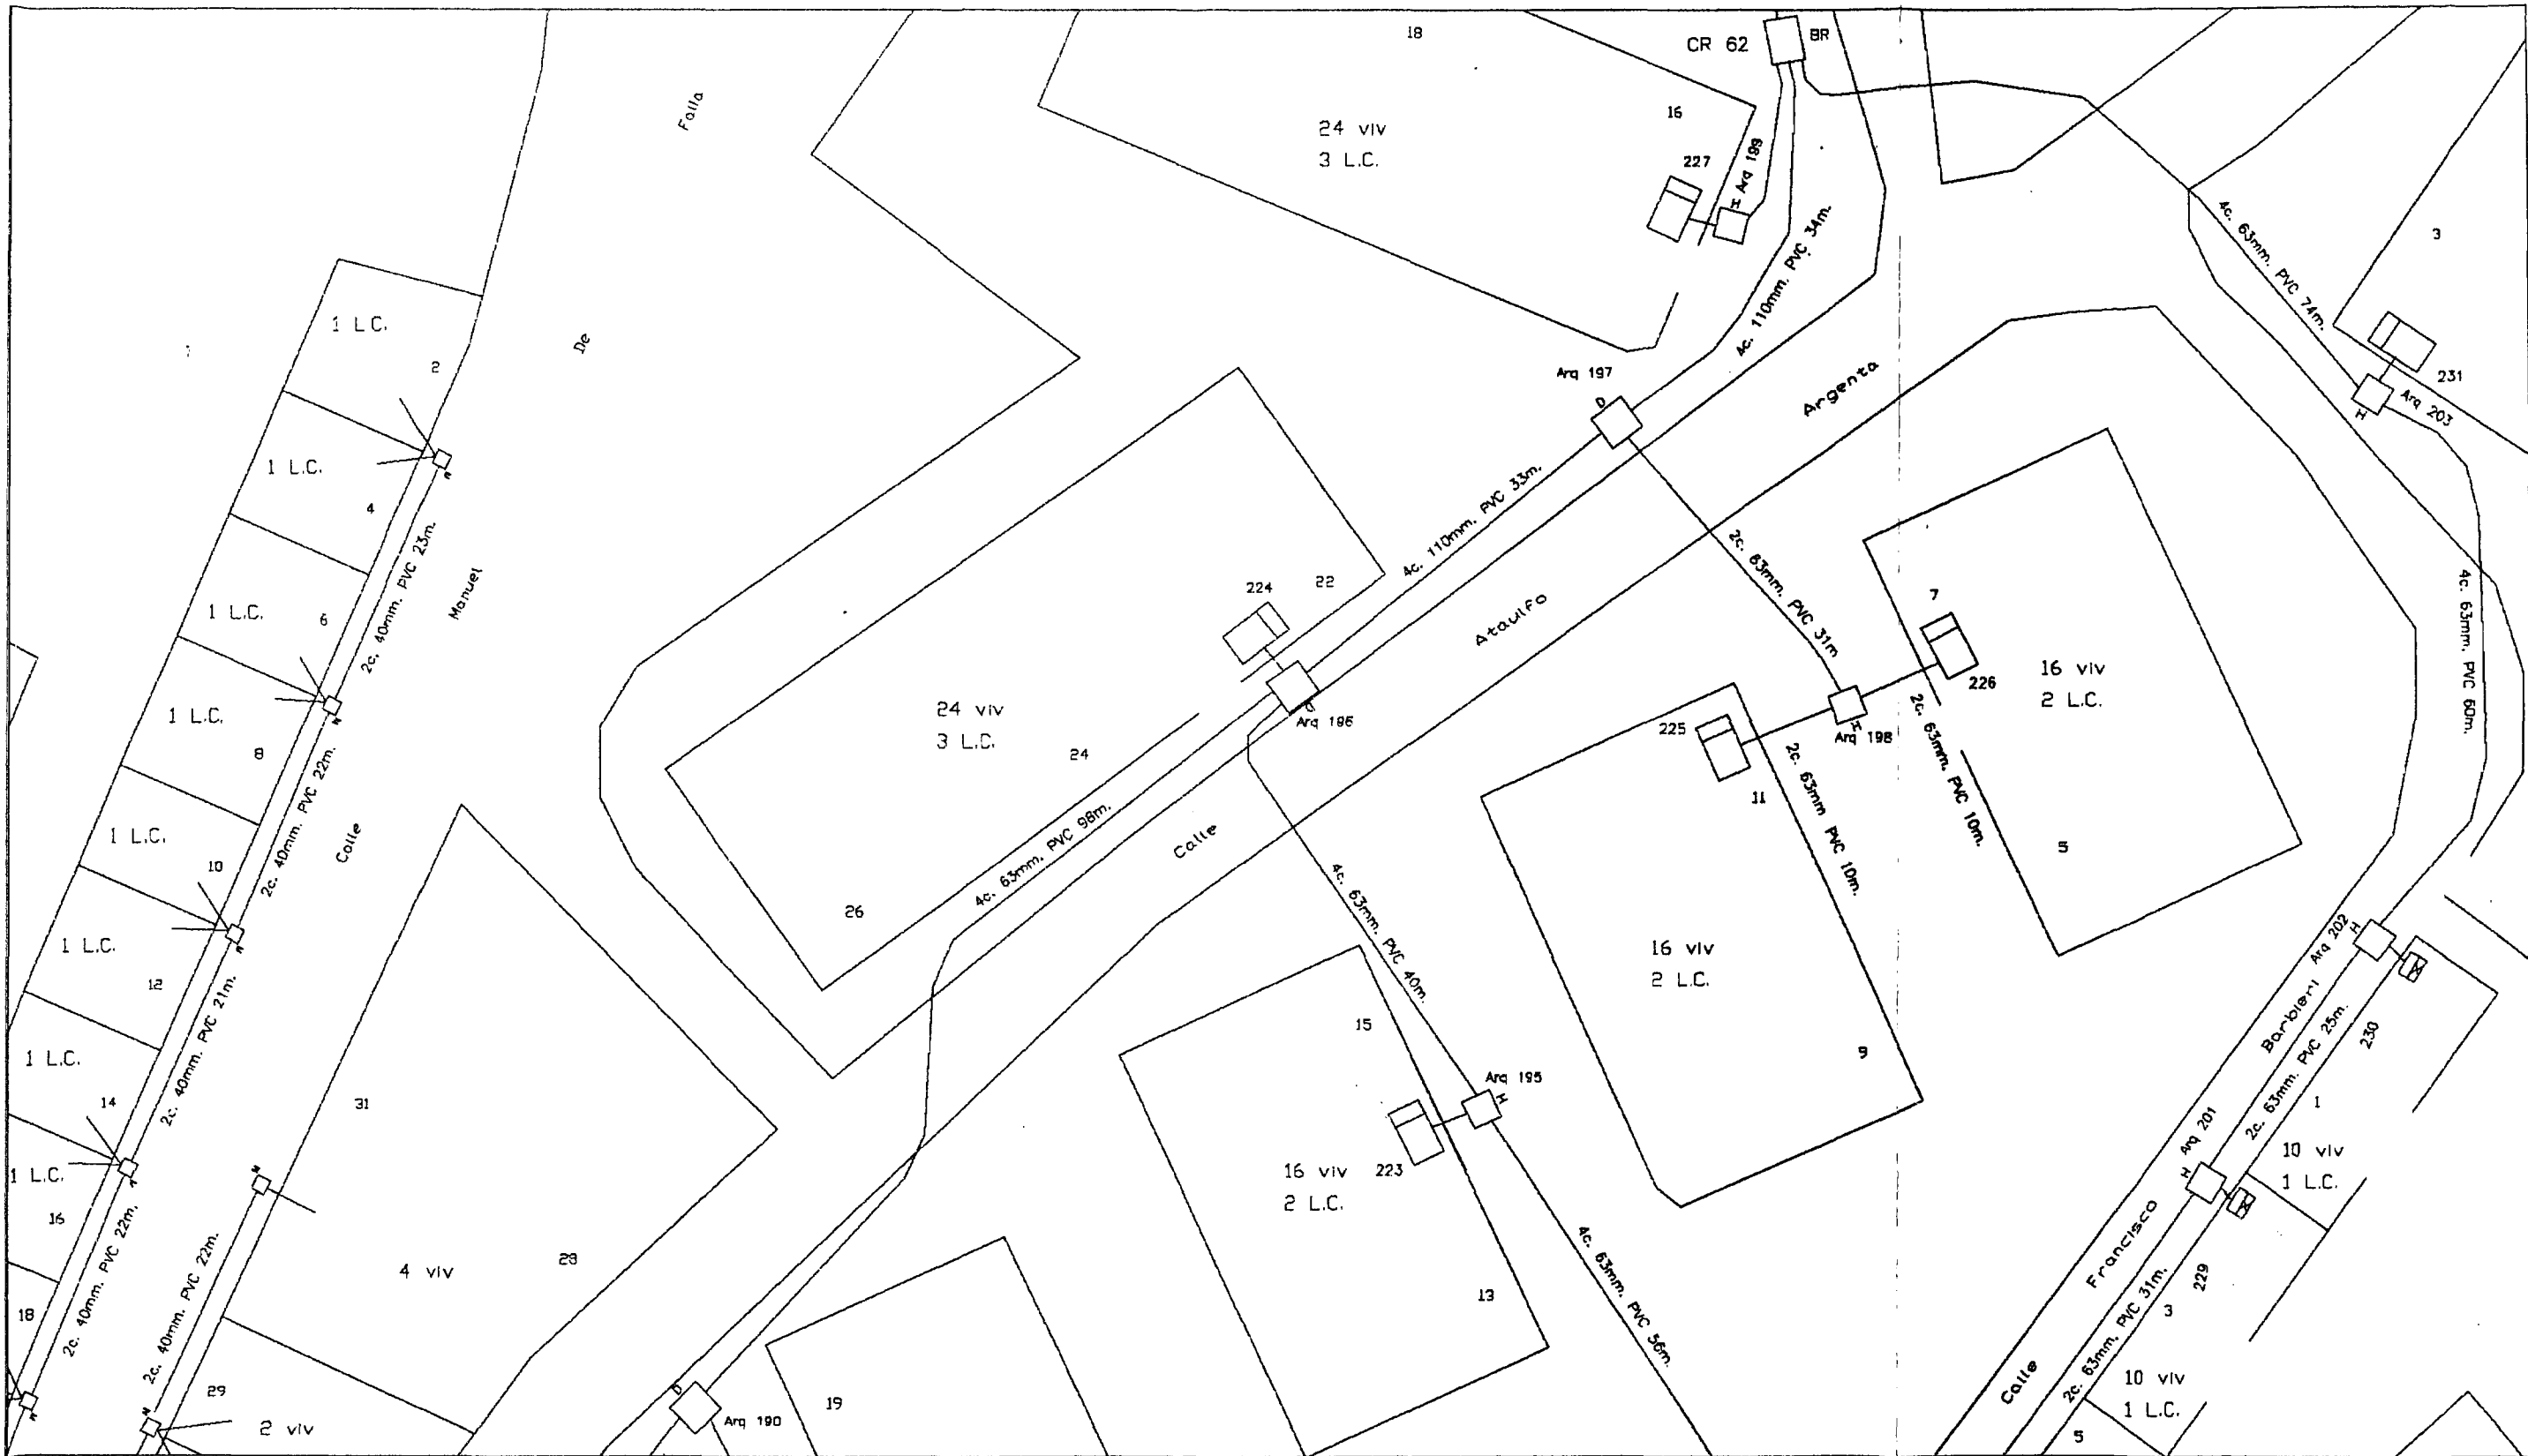 18
CR 62
BR
16
24 viv
3 L.C.
227
H
Arq 199
Falla
De
Manuel
Calle
4c. 110mm. PVC 34m.
4c. 63mm. PVC 74m.
3
231
Arq 203
H
1 L.C.
2
1 L.C.
4
1 L.C.
6
1 L.C.
8
1 L.C.
10
1 L.C.
12
1 L.C.
14
1 L.C.
16
18
2c. 40mm. PVC 23m.
2c. 40mm. PVC 22m.
2c. 40mm. PVC 21m.
2c. 40mm. PVC 22m.
2c. 40mm. PVC 22m.
Arq 197
D
Argenta
Ataulfo
Calle
4c. 110mm. PVC 33m.
2c. 63mm. PVC 31m
224
22
24 viv
3 L.C.
24
26
Arq 196
4c. 63mm. PVC 98m.
4c. 63mm. PVC 40m.
7
226
16 viv
2 L.C.
5
2c. 63mm. PVC 10m.
Arq 198
H
225
11
2c. 63mm PVC 10m.
16 viv
2 L.C.
9
4c. 63mm. PVC 60m.
15
Arq 195
H
223
16 viv
2 L.C.
13
4c. 63mm. PVC 56m.
31
4 viv
28
29
2 viv
D
Arq 190
19
Arq 202
H
230
Barbieri
2c. 63mm. PVC 25m.
1
10 viv
1 L.C.
Arq 201
H
Francisco
229
2c. 63mm. PVC 31m.
3
Calle
10 viv
1 L.C.
5